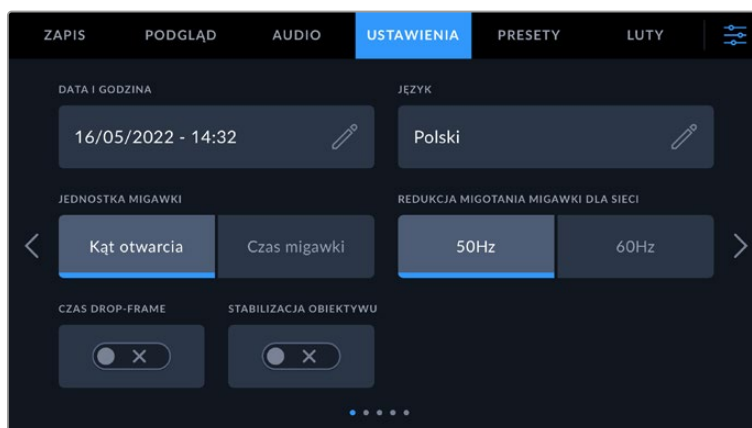 ZAPIS PODGLĄD AUDIO USTAWIENIA PRESETY LUTY
DATA I GODZINA JĘZYK
16/05/2022 - 14:32 Polski
JEDNOSTKA MIGAWKI REDUKCJA MIGOTANIA MIGAWKI DLA SIECI
Kąt otwarcia Czas migawki 50Hz 60Hz
CZAS DROP-FRAME STABILIZACJA OBIEKTYWU